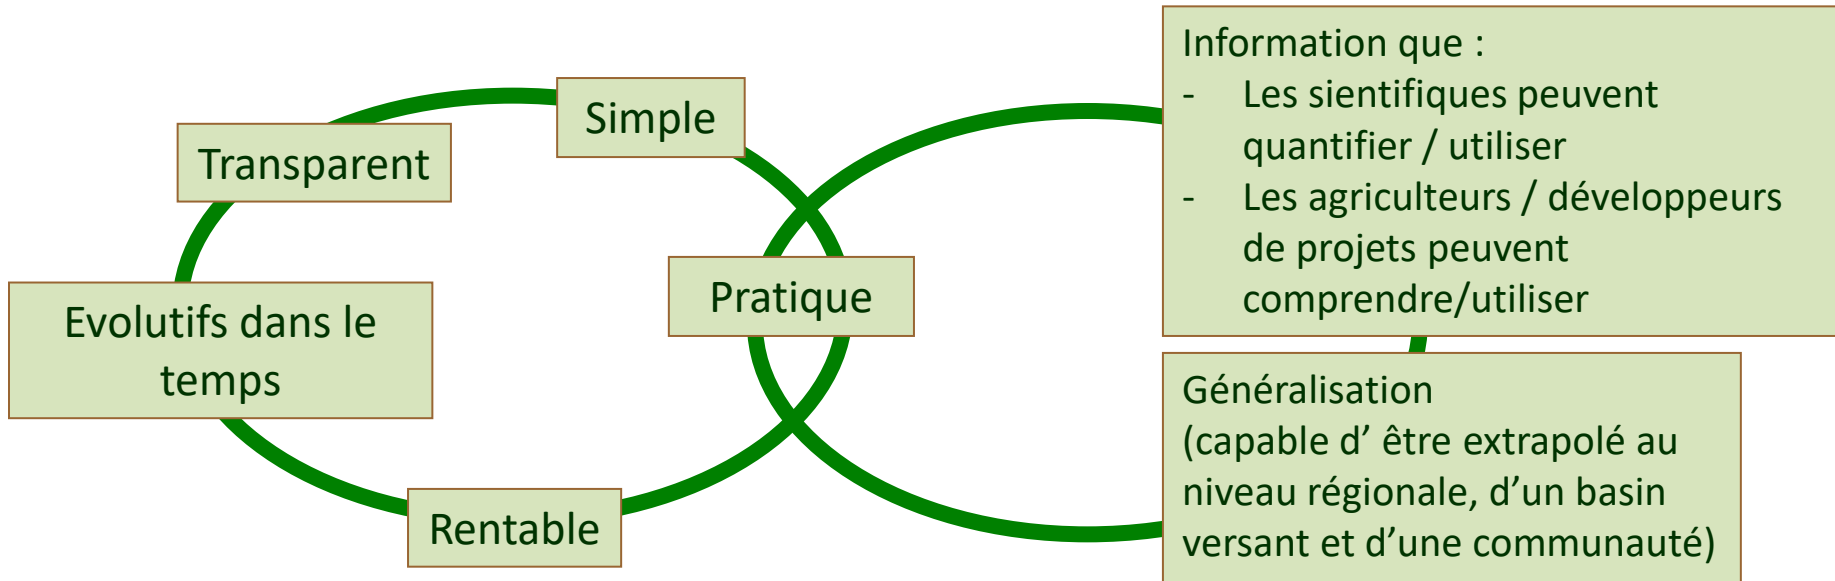 Simple
Transparent
Pratique
Evolutifs dans le
temps
Rentable
Information que :
- Les sientifiques peuvent
quantifier / utiliser
- Les agriculteurs / développeurs
de projets peuvent
comprendre/utiliser
Généralisation
(capable d’ être extrapolé au
niveau régionale, d’un basin
versant et d’une communauté)